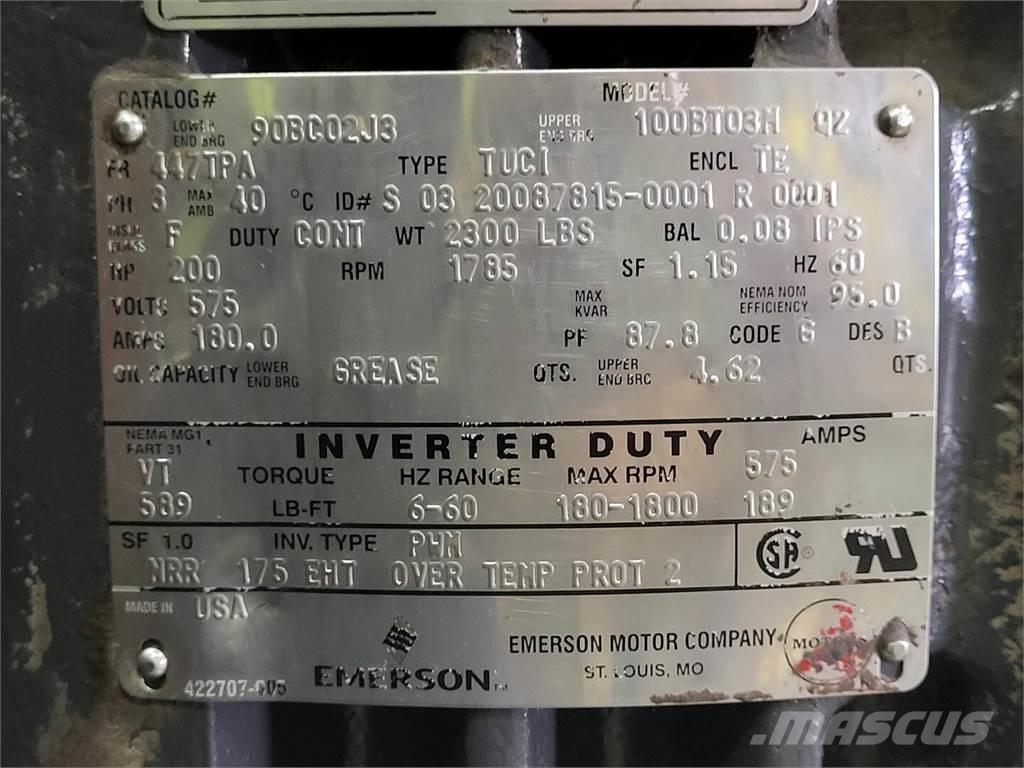 CATALOG# MODEL#
LOWER END BRG 90BC02J3 UPPER END BRG 100BT03H Q2
FR 447TPA TYPE TUCI ENCL TE
PH 3 MAX AMB 40 °C ID# S 03 20087815-0001 R 0001
INSUL CLASS F DUTY CONT WT 2300 LBS BAL 0.08 IPS
HP 200 RPM 1785 SF 1.15 HZ 60
VOLTS 575 MAX KVAR NEMA NOM EFFICIENCY 95.0
AMPS 180.0 PF 87.8 CODE G DES B
OIL CAPACITY LOWER END BRG GREASE QTS. UPPER END BRG 4.62 QTS.
NEMA MG1, PART 31 INVERTER DUTY AMPS
VT TORQUE HZ RANGE MAX RPM 575
589 LB-FT 6-60 180-1800 189
SF 1.0 INV. TYPE PWM
NRR 175 EHT OVER TEMP PROT 2
MADE IN USA
EMERSON MOTOR COMPANY
ST. LOUIS, MO
MOTORS
EMERSON
422707-005
MASCUS